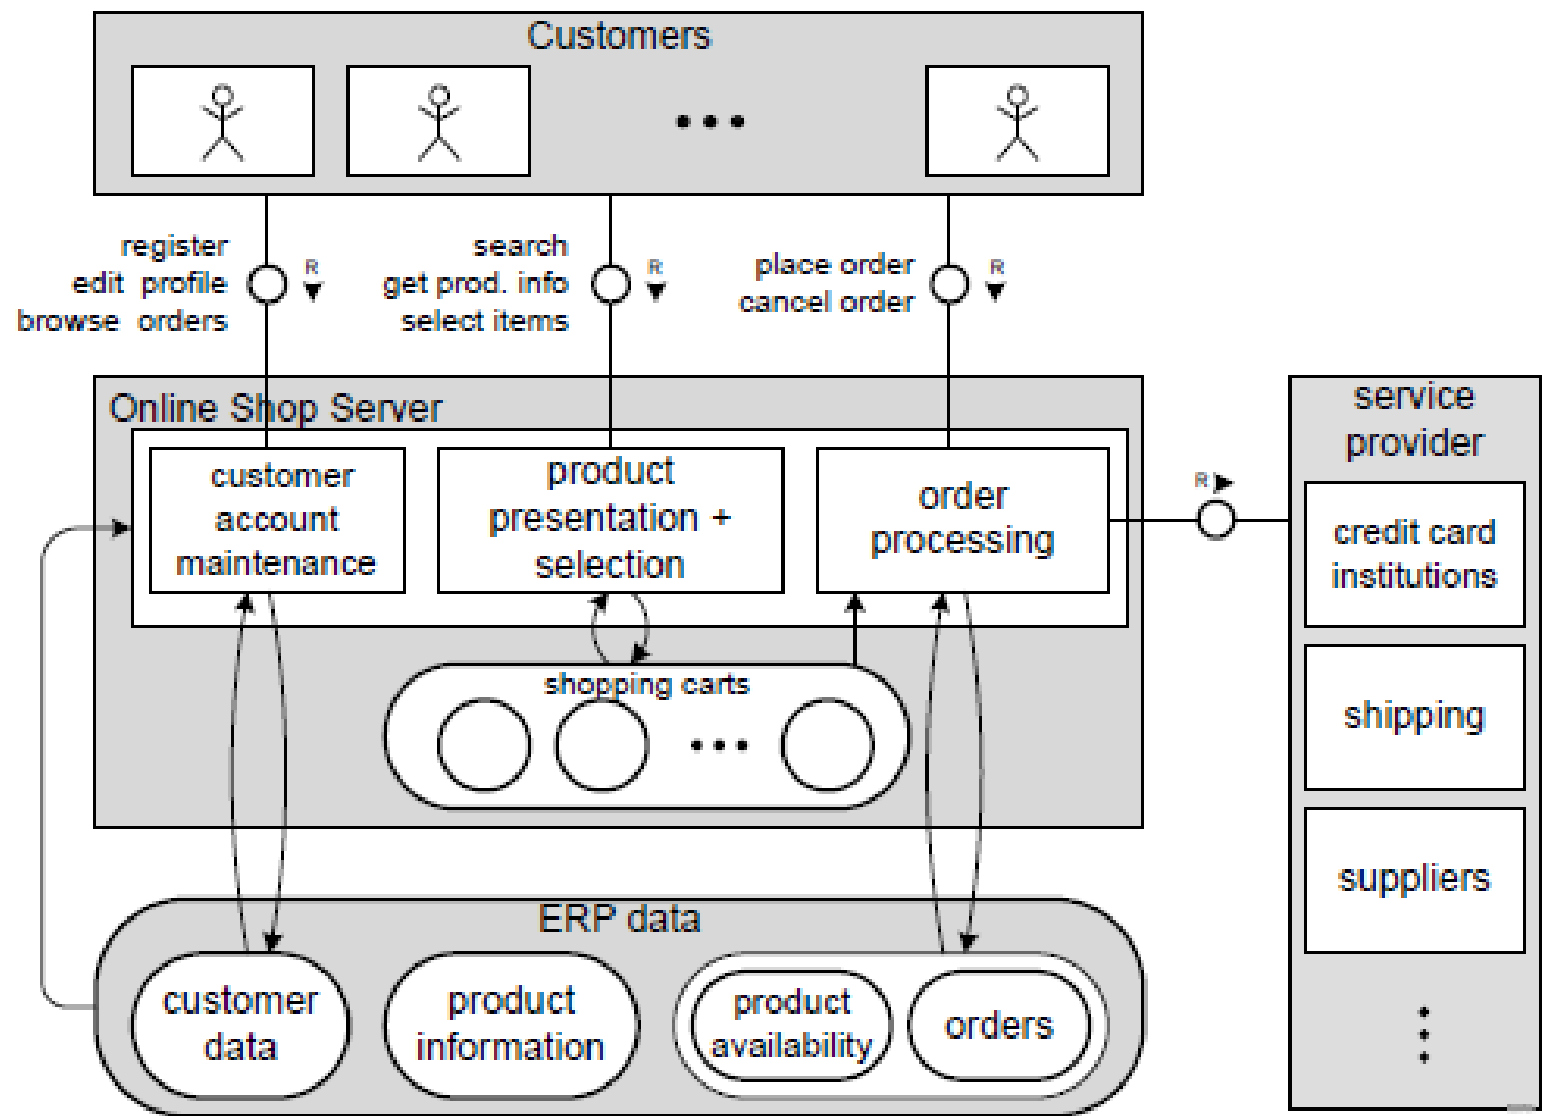 Customers
register
edit profile
browse orders
R
search
get prod. info
select items
R
place order
cancel order
R
Online Shop Server
customer
account
maintenance
product
presentation +
selection
order
processing
R
service
provider
credit card
institutions
shipping
suppliers
shopping carts
ERP data
customer
data
product
information
product
availability
orders